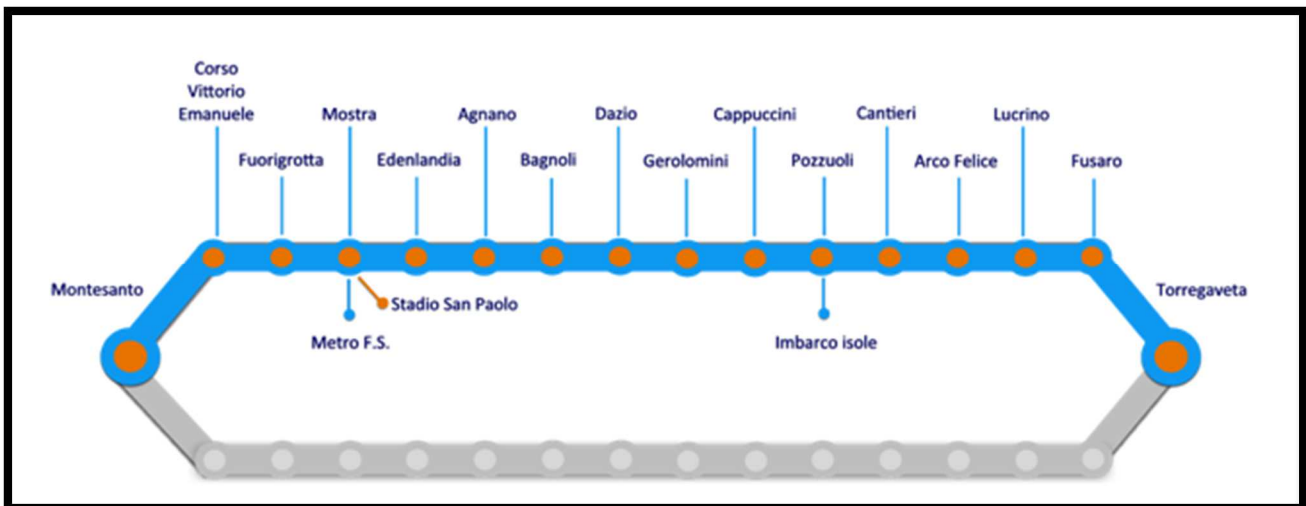 Corso
Vittorio
Emanuele
Mostra
Agnano
Dazio
Cappuccini
Cantieri
Lucrino
Fuorigrotta
Edenlandia
Bagnoli
Gerolomini
Pozzuoli
Arco Felice
Fusaro
Montesanto
Torregaveta
Stadio San Paolo
Metro F.S.
Imbarco isole